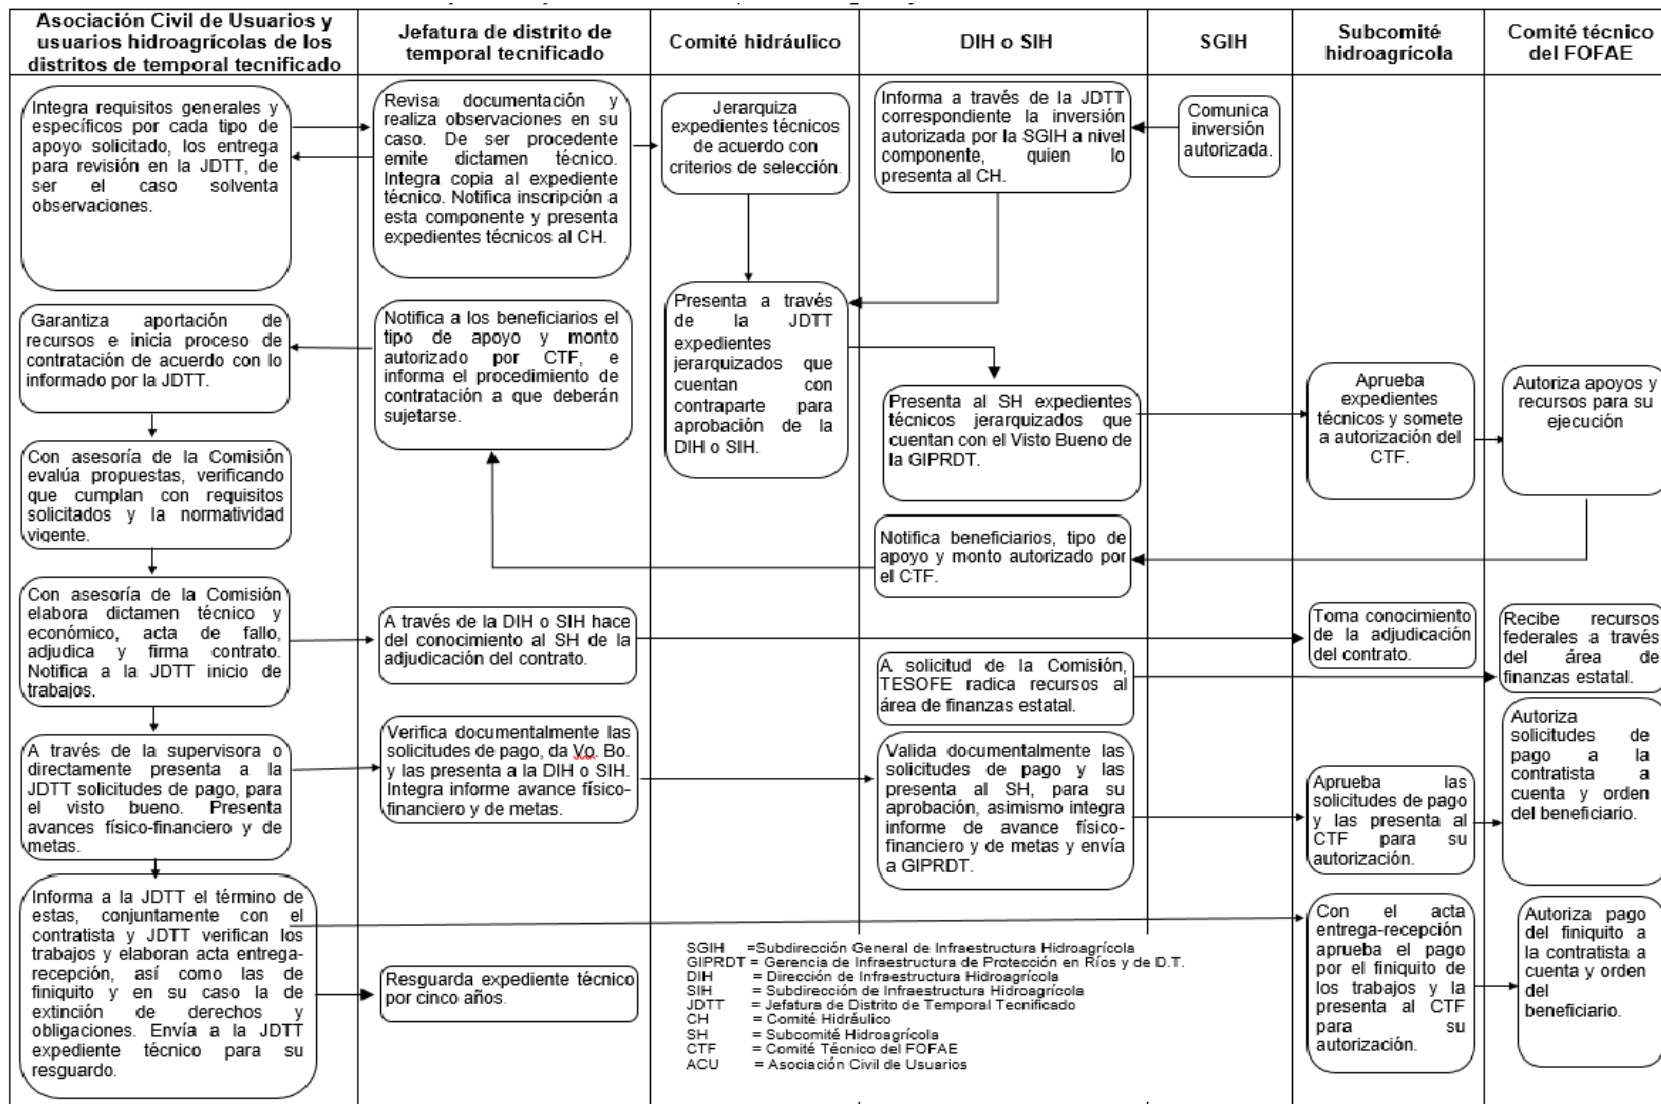 Asociación Civil de Usuarios y
usuarios hidroagrícolas de los
distritos de temporal tecnificado
Jefatura de distrito de
temporal tecnificado
Comité hidráulico
DIH o SIH
SGIH
Subcomité
hidroagrícola
Comité técnico
del FOFAE
Integra requisitos generales y
específicos por cada tipo de
apoyo solicitado, los entrega
para revisión en la JDTT, de
ser el caso solventa
observaciones.
Revisa documentación y
realiza observaciones en su
caso. De ser procedente
emite dictamen técnico.
Integra copia al expediente
técnico. Notifica inscripción a
esta componente y presenta
expedientes técnicos al CH.
Jerarquiza
expedientes técnicos
de acuerdo con
criterios de selección.
Informa a través de la JDTT
correspondiente la inversión
autorizada por la SGIH a nivel
componente, quien lo
presenta al CH.
Comunica
inversión
autorizada.
Garantiza aportación de
recursos e inicia proceso de
contratación de acuerdo con lo
informado por la JDTT.
Notifica a los beneficiarios el
tipo de apoyo y monto
autorizado por CTF, e
informa el procedimiento de
contratación a que deberán
sujetarse.
Presenta a través
de la JDTT
expedientes
jerarquizados que
cuentan con
contraparte para
aprobación de la
DIH o SIH.
Presenta al SH expedientes
técnicos jerarquizados que
cuentan con el Visto Bueno de
la GIPRDT.
Aprueba
expedientes
técnicos y somete
a autorización del
CTF.
Autoriza apoyos y
recursos para su
ejecución
Con asesoría de la Comisión
evalúa propuestas, verificando
que cumplan con requisitos
solicitados y la normatividad
vigente.
Notifica beneficiarios, tipo de
apoyo y monto autorizado por
el CTF.
Con asesoría de la Comisión
elabora dictamen técnico y
económico, acta de fallo,
adjudica y firma contrato.
Notifica a la JDTT inicio de
trabajos.
A través de la DIH o SIH hace
del conocimiento al SH de la
adjudicación del contrato.
Toma conocimiento
de la adjudicación
del contrato.
Recibe recursos
federales a través
del área de
finanzas estatal.
A solicitud de la Comisión,
TESOFE radica recursos al
área de finanzas estatal.
A través de la supervisora o
directamente presenta a la
JDTT solicitudes de pago, para
el visto bueno. Presenta
avances físico-financiero y de
metas.
Verifica documentalmente las
solicitudes de pago, da Vo. Bo.
y las presenta a la DIH o SIH.
Integra informe avance físico-
financiero y de metas.
Valida documentalmente las
solicitudes de pago y las
presenta al SH, para su
aprobación, asimismo integra
informe de avance físico-
financiero y de metas y envía
a GIPRDT.
Aprueba las
solicitudes de pago
y las presenta al
CTF para su
autorización.
Autoriza
solicitudes de
pago a la
contratista a
cuenta y orden
del beneficiario.
Informa a la JDTT el término de
estas, conjuntamente con el
contratista y JDTT verifican los
trabajos y elaboran acta entrega-
recepción, así como las de
finiquito y en su caso la de
extinción de derechos y
obligaciones. Envía a la JDTT
expediente técnico para su
resguardo.
Resguarda expediente técnico
por cinco años.
Con el acta
entrega-recepción
aprueba el pago
por el finiquito de
los trabajos y la
presenta al CTF
para su
autorización.
Autoriza pago
del finiquito a
la contratista a
cuenta y orden
del
beneficiario.
SGIH =Subdirección General de Infraestructura Hidroagrícola
GIPRDT = Gerencia de Infraestructura de Protección en Ríos y de D.T.
DIH = Dirección de Infraestructura Hidroagrícola
SIH = Subdirección de Infraestructura Hidroagrícola
JDTT = Jefatura de Distrito de Temporal Tecnificado
CH = Comité Hidráulico
SH = Subcomité Hidroagrícola
CTF = Comité Técnico del FOFAE
ACU = Asociación Civil de Usuarios